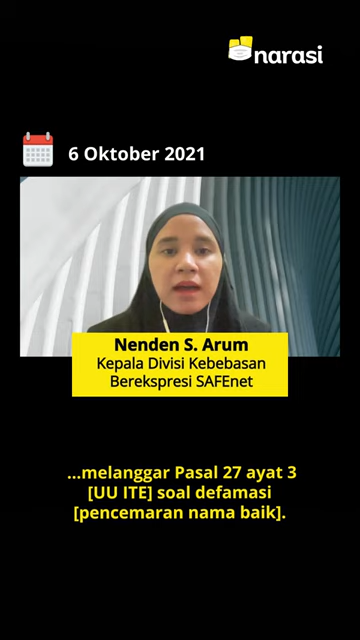 narasi
6 Oktober 2021
Nenden S. Arum
Kepala Divisi Kebebasan
Berekspresi SAFEnet
...melanggar Pasal 27 ayat 3
[UU ITE] soal defamasi
[pencemaran nama baik].